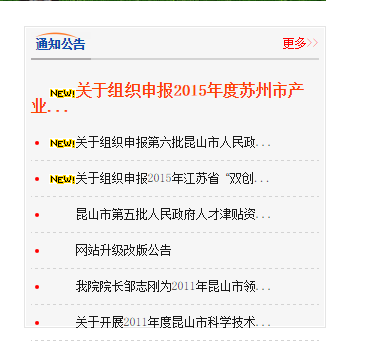 通知公告 更多>>
NEW!关于组织申报2015年度苏州市产
业...
NEW!关于组织申报第六批昆山市人民政...
NEW!关于组织申报2015年江苏省“双创...
昆山市第五批人民政府人才津贴资...
网站升级改版公告
我院院长邹志刚为2011年昆山市领...
关于开展2011年度昆山市科学技术...